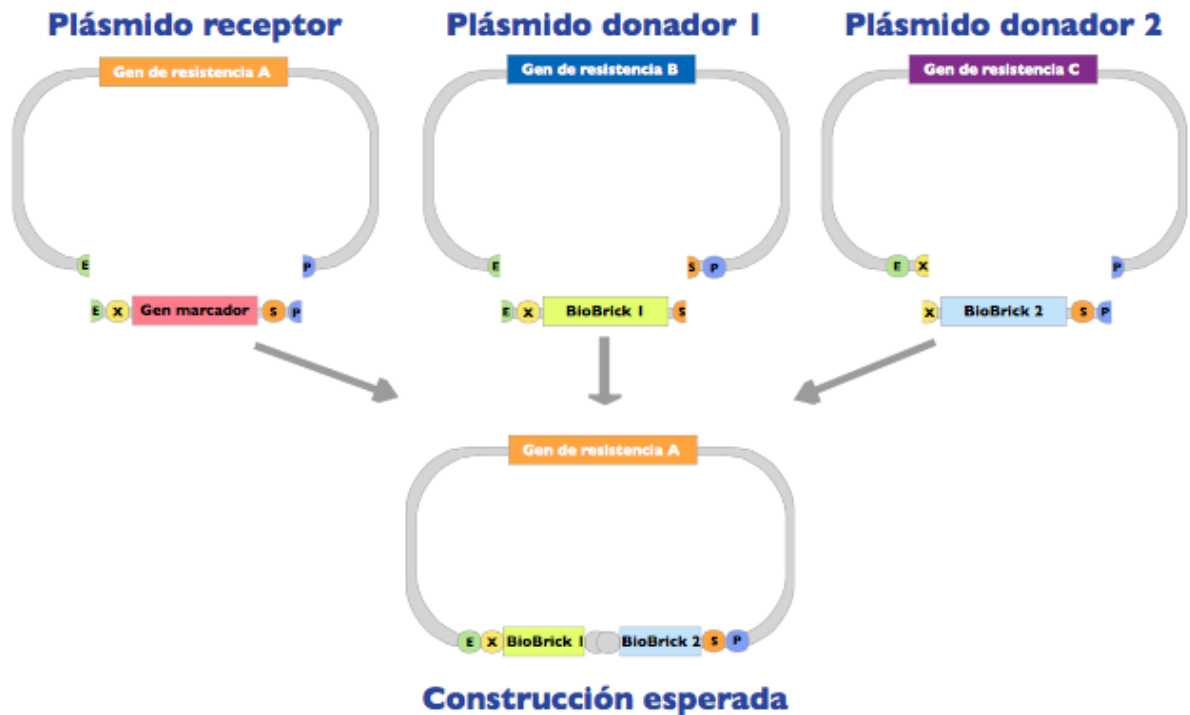 Plásmido receptor
Plásmido donador 1
Plásmido donador 2
Gen de resistencia A
Gen de resistencia B
Gen de resistencia C
E
P
E
S P
E X
P
E X Gen marcador S P
E X BioBrick 1 S
X BioBrick 2 S P
Gen de resistencia A
E X BioBrick 1 BioBrick 2 S P
Construcción esperada